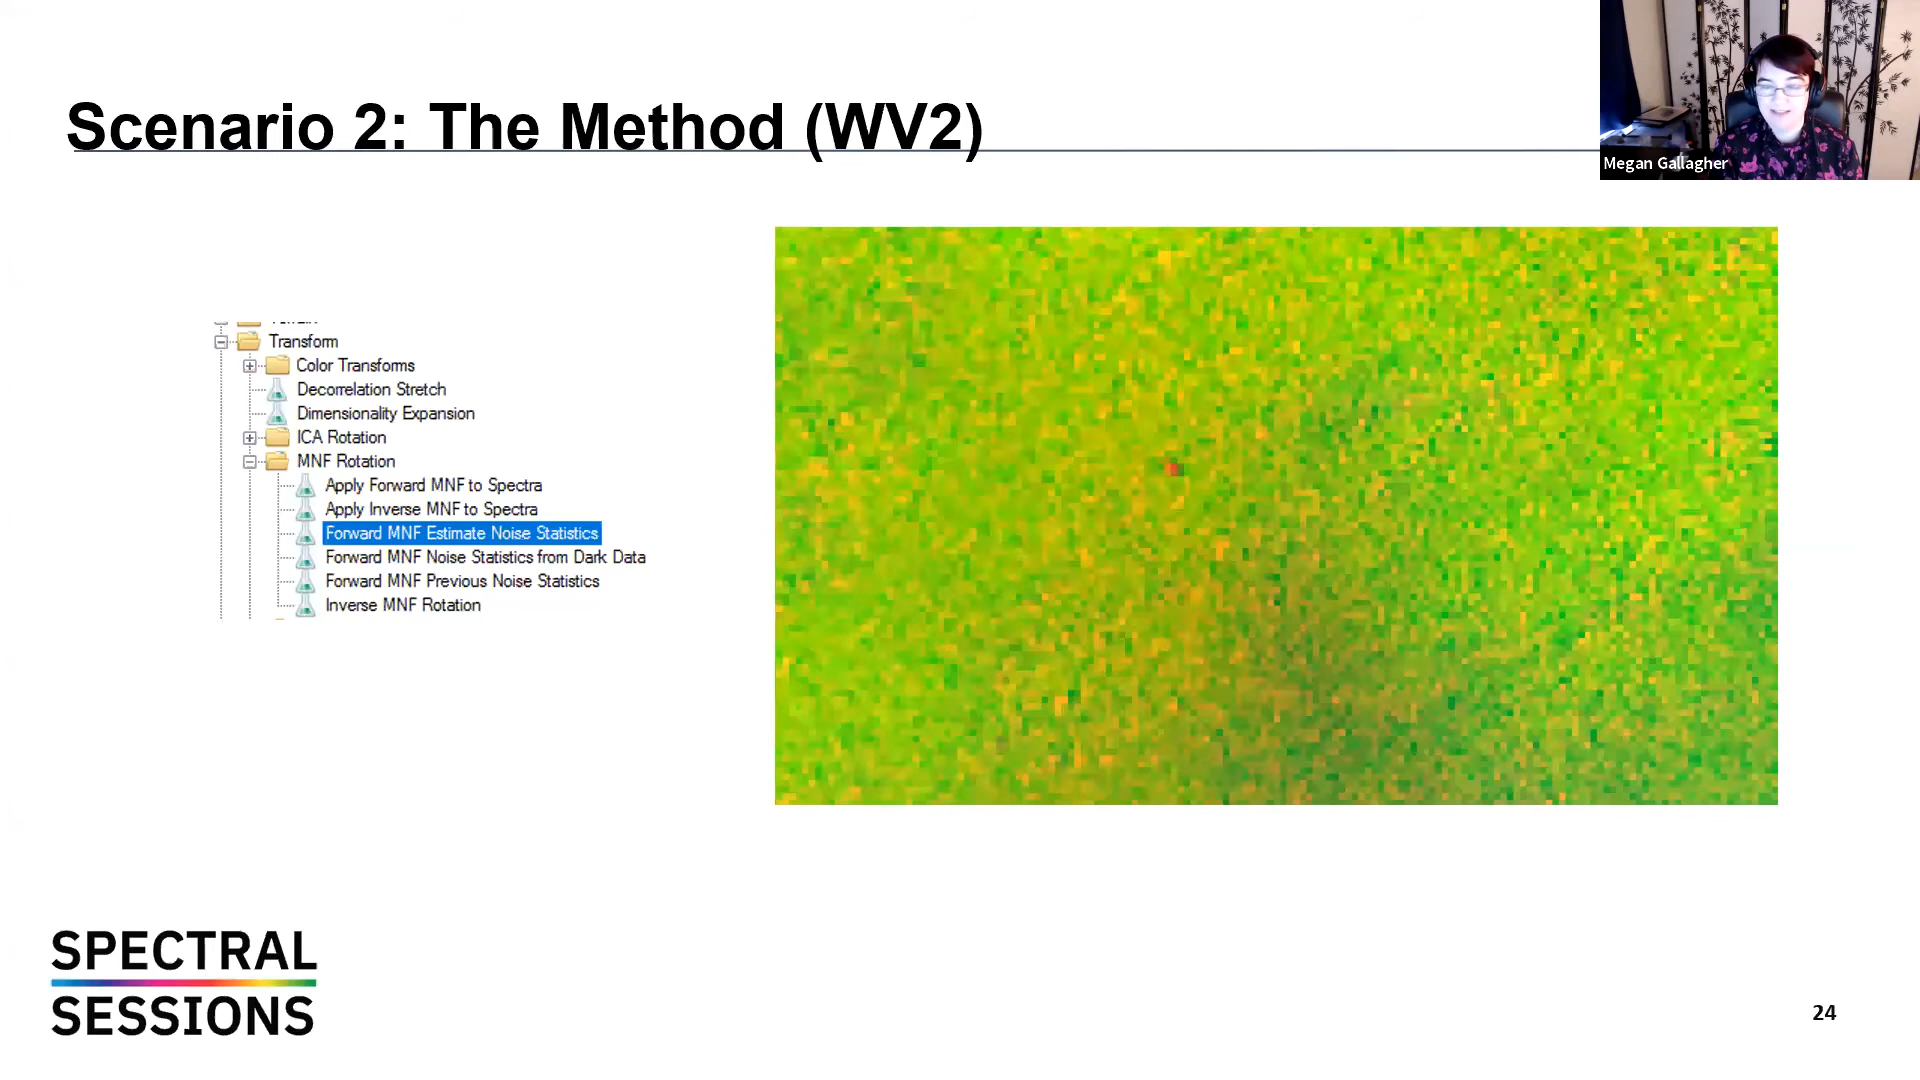 Scenario 2: The Method (WV2)
Megan Gallagher
Transform
Color Transforms
Decorrelation Stretch
Dimensionality Expansion
ICA Rotation
MNF Rotation
Apply Forward MNF to Spectra
Apply Inverse MNF to Spectra
Forward MNF Estimate Noise Statistics
Forward MNF Noise Statistics from Dark Data
Forward MNF Previous Noise Statistics
Inverse MNF Rotation
SPECTRAL
SESSIONS
24